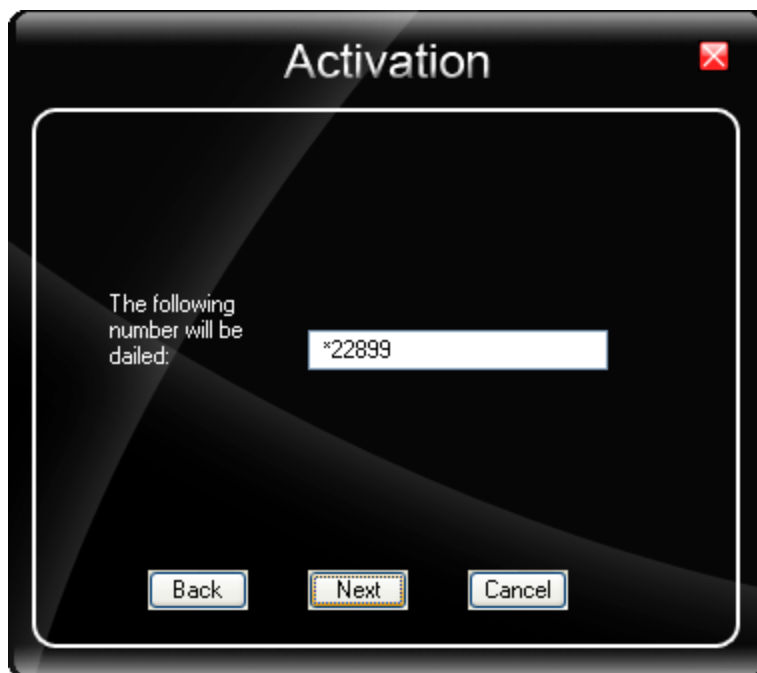 Activation
The following
number will be
dailed:
*22899
Back
Next
Cancel